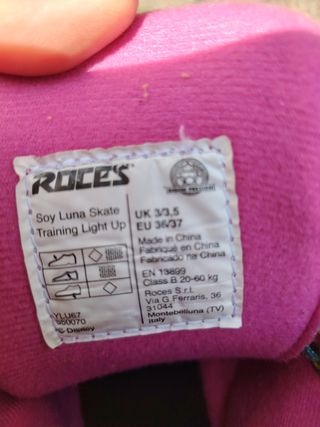 ROCES
Soy Luna Skate
Training Light Up
UK 3/3,5
EU 36/37
Made in China
Fabriqué en China
Fabricado na China
EN 13899
Class B 20-60 kg
Roces S.r.l.
Via G.Ferraris, 36
31044
Montebelluna (TV)
Italy
YLU67
550070
© Disney